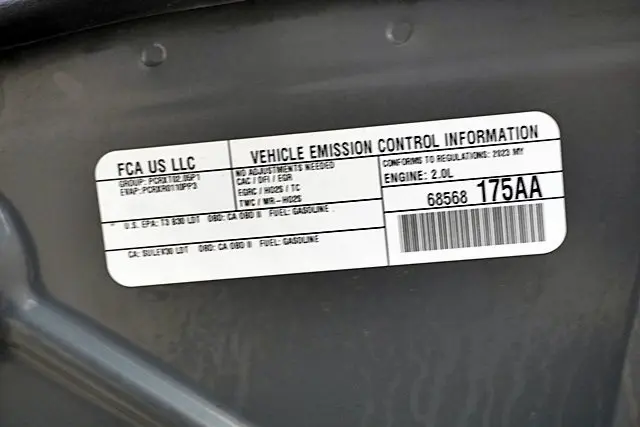 FCA US LLC
GROUP: PCRXT02.05P1
EVAP: PCRXR0110PP3
VEHICLE EMISSION CONTROL INFORMATION
NO ADJUSTMENTS NEEDED
CAC / DFI / EGR
EGRC / HO2S / TC
TWC / WR-HO2S
CONFORMS TO REGULATIONS: 2023 MY
ENGINE: 2.0L
68568 175AA
* U.S. EPA: T3 B30 LDT OBD: CA OBD II FUEL: GASOLINE
CA: SULEV30 LDT OBD: CA OBD II FUEL: GASOLINE